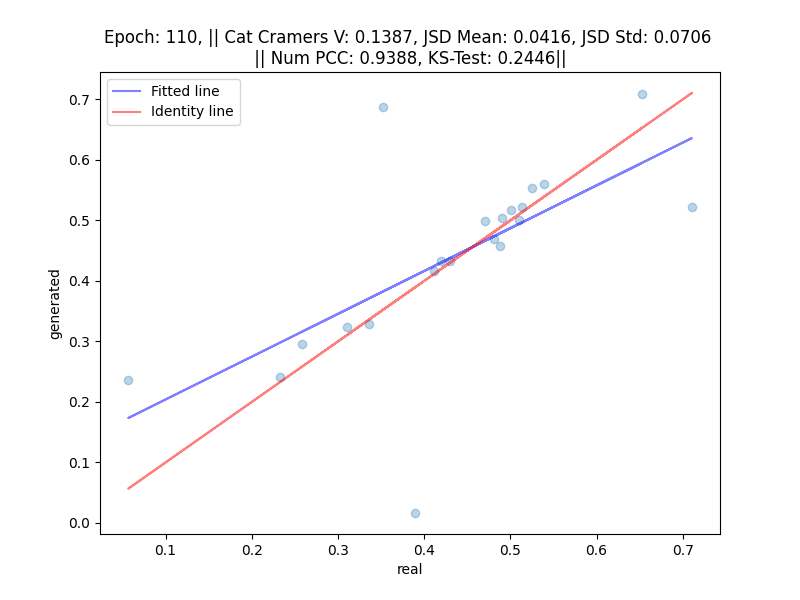 Epoch: 110, || Cat Cramers V: 0.1387, JSD Mean: 0.0416, JSD Std: 0.0706
|| Num PCC: 0.9388, KS-Test: 0.2446||
Fitted line
Identity line
0.7
0.6
0.5
0.4
0.3
0.2
0.1
0.0
generated
0.1 0.2 0.3 0.4 0.5 0.6 0.7
real